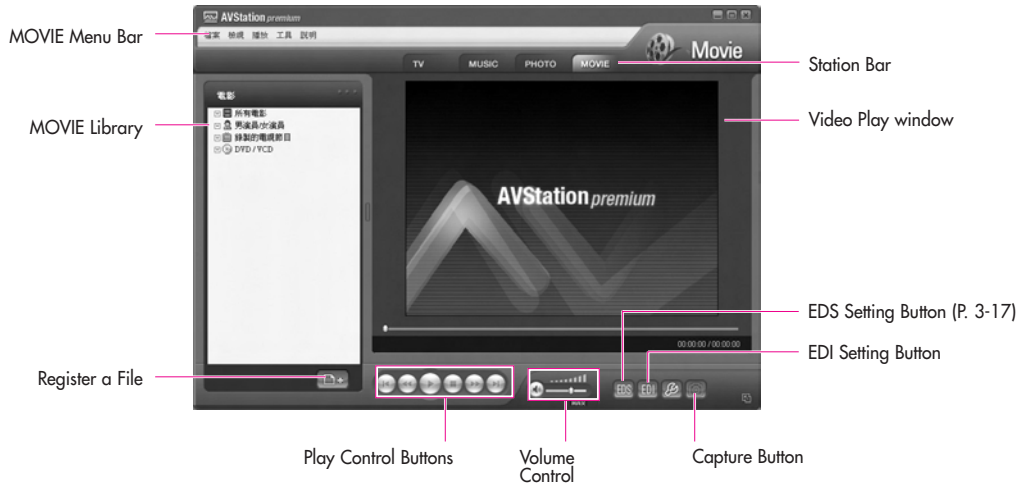 AVStation premium
檔案 檢視 播放 工具 說明
MOVIE Menu Bar
Movie
TV MUSIC PHOTO MOVIE
Station Bar
電影
所有電影
男演員/女演員
錄製的電視節目
DVD / VCD
MOVIE Library
Video Play window
AVStation premium
EDS Setting Button (P. 3-17)
00:00:00 / 00:00:00
EDI Setting Button
Register a File
EDS EDI
MAX
Play Control Buttons
Volume
Control
Capture Button